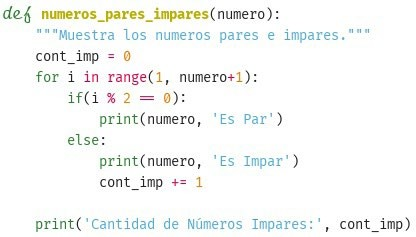 def numeros_pares_impares(numero):
    """Muestra los numeros pares e impares."""
    cont_imp = 0
    for i in range(1, numero+1):
        if(i % 2 == 0):
            print(numero, 'Es Par')
        else:
            print(numero, 'Es Impar')
            cont_imp += 1

    print('Cantidad de Números Impares:', cont_imp)